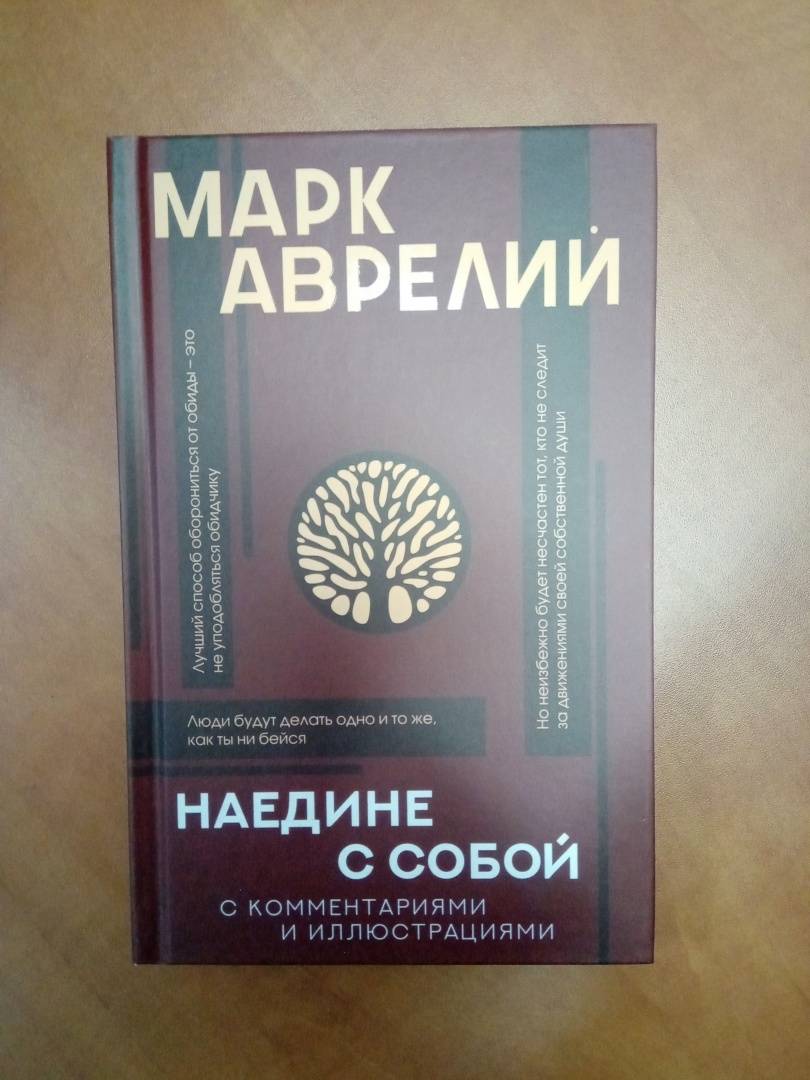 МАРК
АВРЕЛИЙ
Лучший способ оборониться от обиды – это
не уподобляться обидчику
Но неизбежно будет несчастен тот, кто не следит
за движениями своей собственной души
Люди будут делать одно и то же,
как ты ни бейся
НАЕДИНЕ
С СОБОЙ
С КОММЕНТАРИЯМИ
И ИЛЛЮСТРАЦИЯМИ